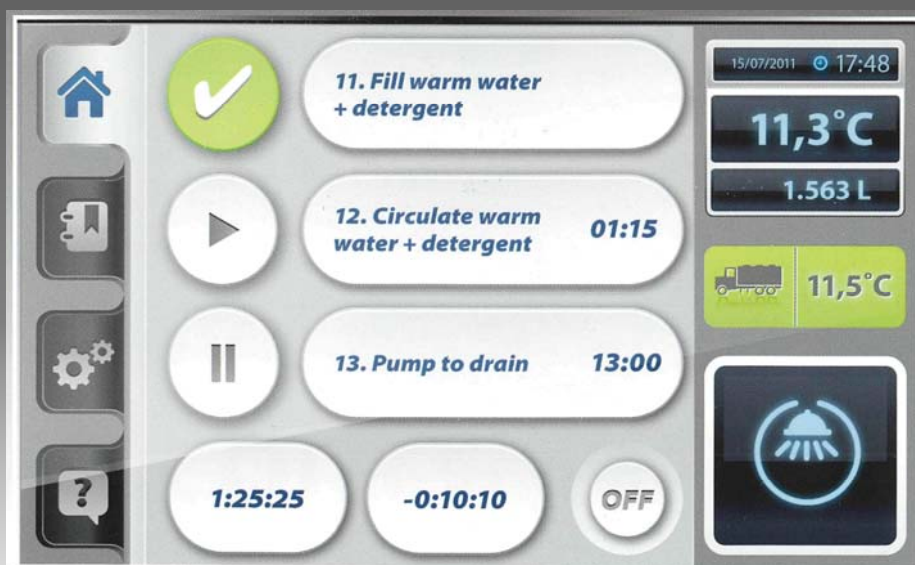 11. Fill warm water
+ detergent
12. Circulate warm
water + detergent
01:15
13. Pump to drain
13:00
1:25:25
-0:10:10
OFF
15/07/2011
17:48
11,3°C
1.563 L
11,5°C
?